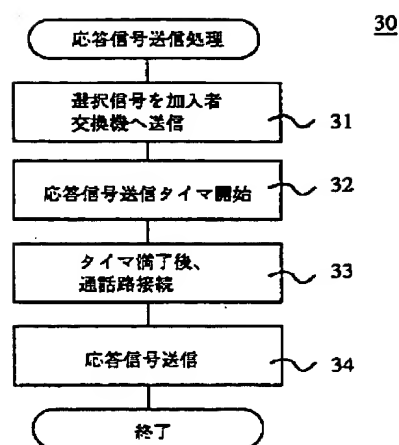 30
応答信号送信処理
選択信号を加入者
交換機へ送信
31
応答信号送信タイマ開始
32
タイマ満了後、
通話路接続
33
応答信号送信
34
終了